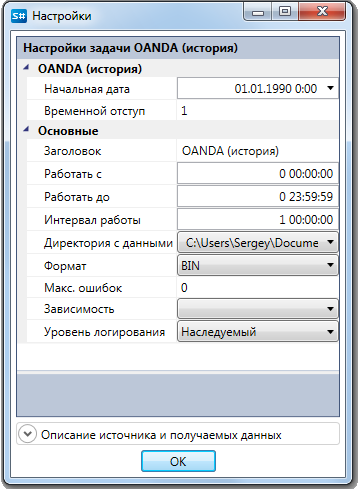 S# Настройки
Настройки задачи OANDA (история)
OANDA (история)
Начальная дата 01.01.1990 0:00
Временной отступ 1
Основные
Заголовок OANDA (история)
Работать с 0 00:00:00
Работать до 0 23:59:59
Интервал работы 1 00:00:00
Директория с данными C:\Users\Sergey\Docume
Формат BIN
Макс. ошибок 0
Зависимость
Уровень логирования Наследуемый
Описание источника и получаемых данных
OK